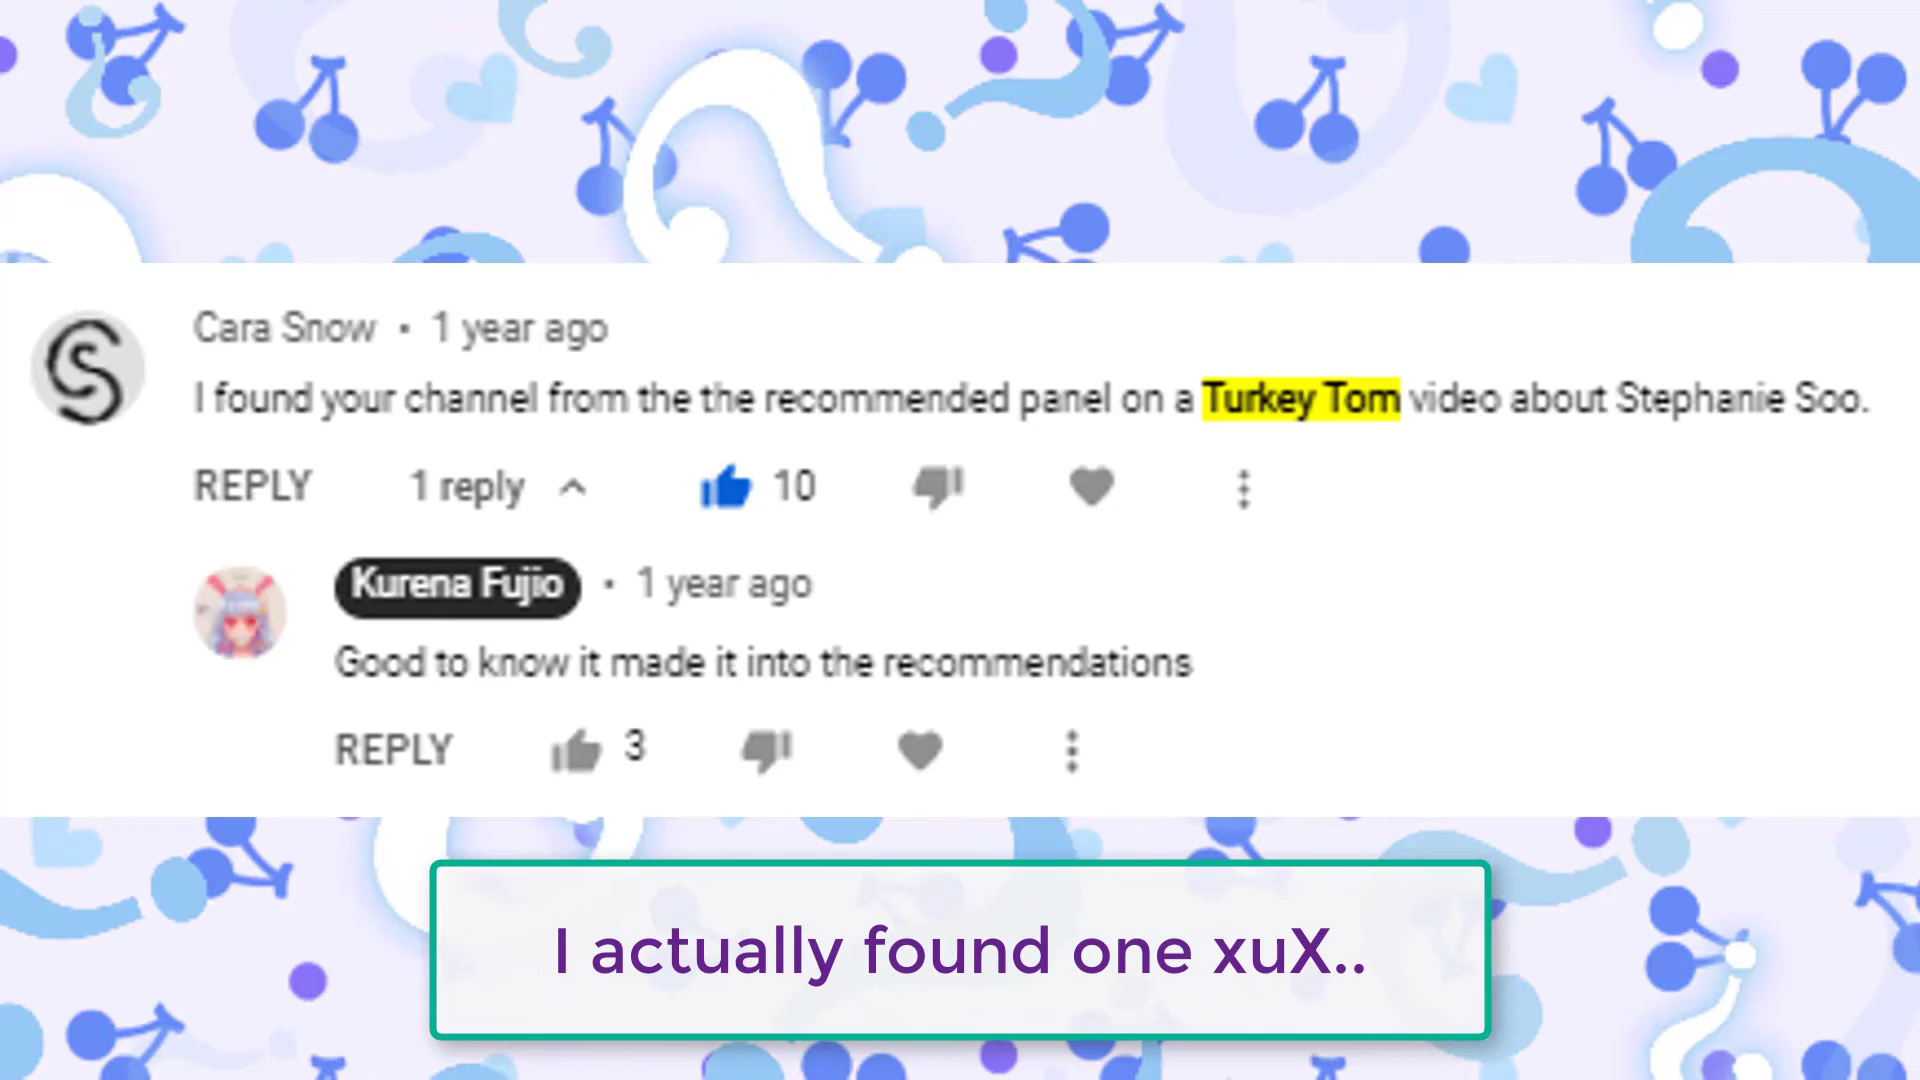 Cara Snow • 1 year ago
I found your channel from the the recommended panel on a Turkey Tom video about Stephanie Soo.
REPLY 1 reply 10
Kurena Fujio • 1 year ago
Good to know it made it into the recommendations
REPLY 3
I actually found one xuX..